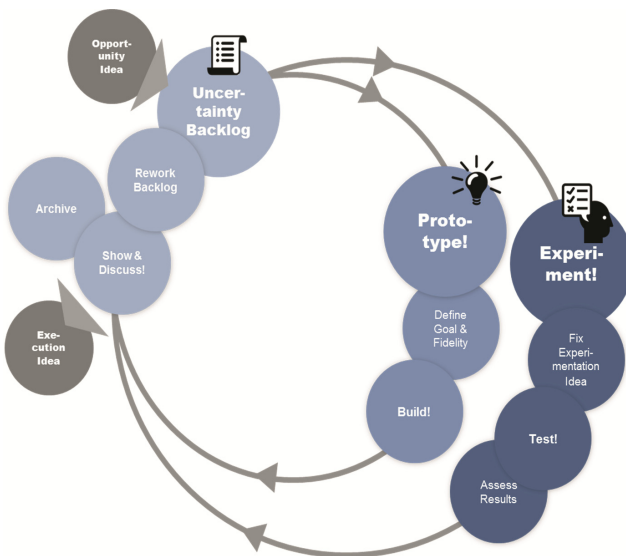 Opport-
unity
Idea
Uncer-
tainty
Backlog
Rework
Backlog
Archive
Show &
Discuss!
Exe-
cution
Idea
Proto-
type!
Define
Goal &
Fidelity
Build!
Experi-
ment!
Fix
Experi-
mentation
Idea
Test!
Assess
Results